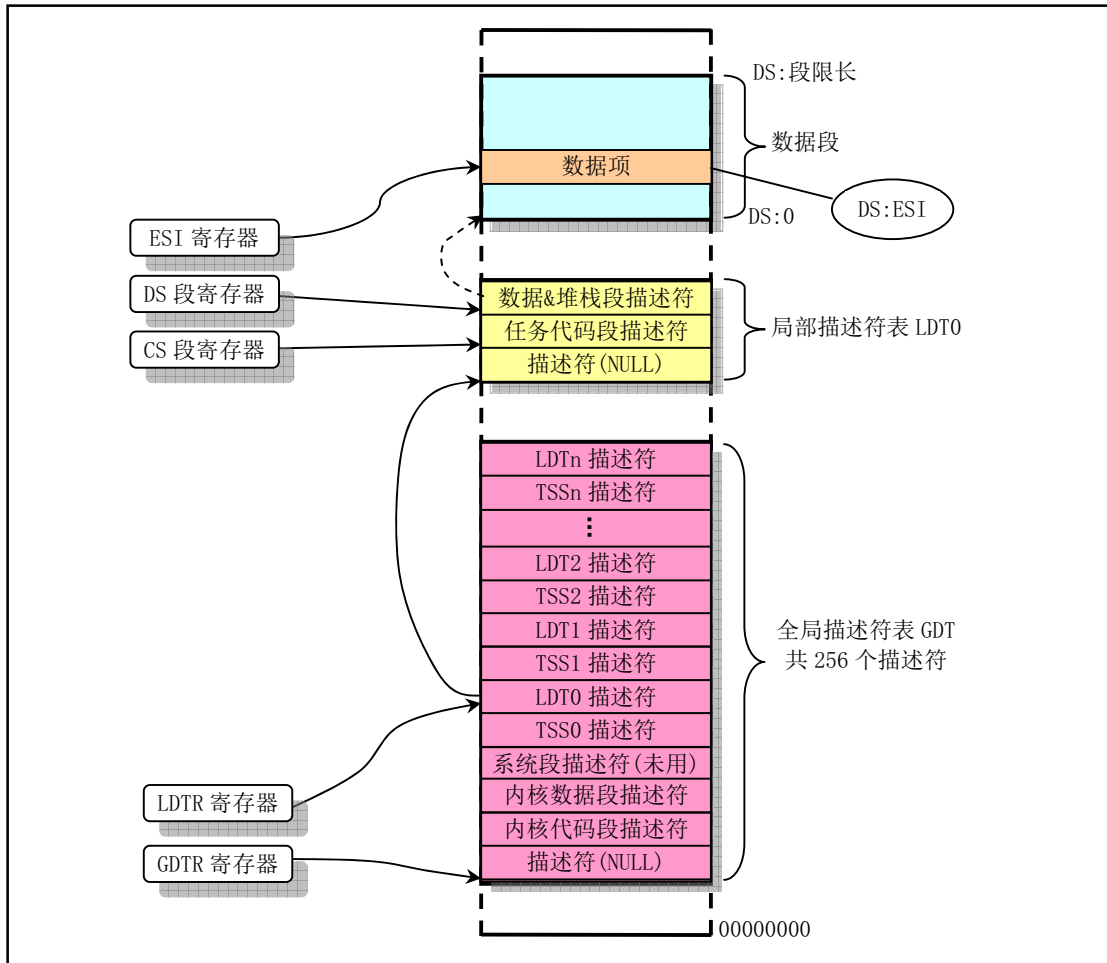 DS:段限长
数据段
数据项
DS:ESI
DS:0
ESI 寄存器
DS 段寄存器
CS 段寄存器
数据&堆栈段描述符
任务代码段描述符
描述符(NULL)
局部描述符表 LDT0
LDTn 描述符
TSSn 描述符
⋮
LDT2 描述符
TSS2 描述符
LDT1 描述符
TSS1 描述符
LDT0 描述符
TSS0 描述符
系统段描述符(未用)
内核数据段描述符
内核代码段描述符
描述符(NULL)
全局描述符表 GDT
共 256 个描述符
LDTR 寄存器
GDTR 寄存器
00000000